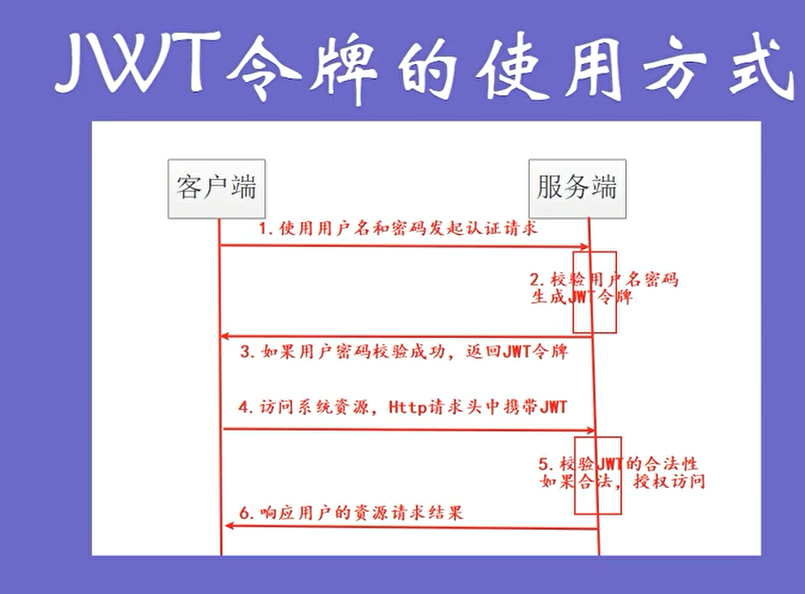 JWT令牌的使用方式
客户端
服务端
1.使用用户名和密码发起认证请求
2.校验用户名密码
生成JWT令牌
3.如果用户密码校验成功，返回JWT令牌
4.访问系统资源，Http请求头中携带JWT
5.校验JWT的合法性
如果合法，授权访问
6.响应用户的资源请求结果